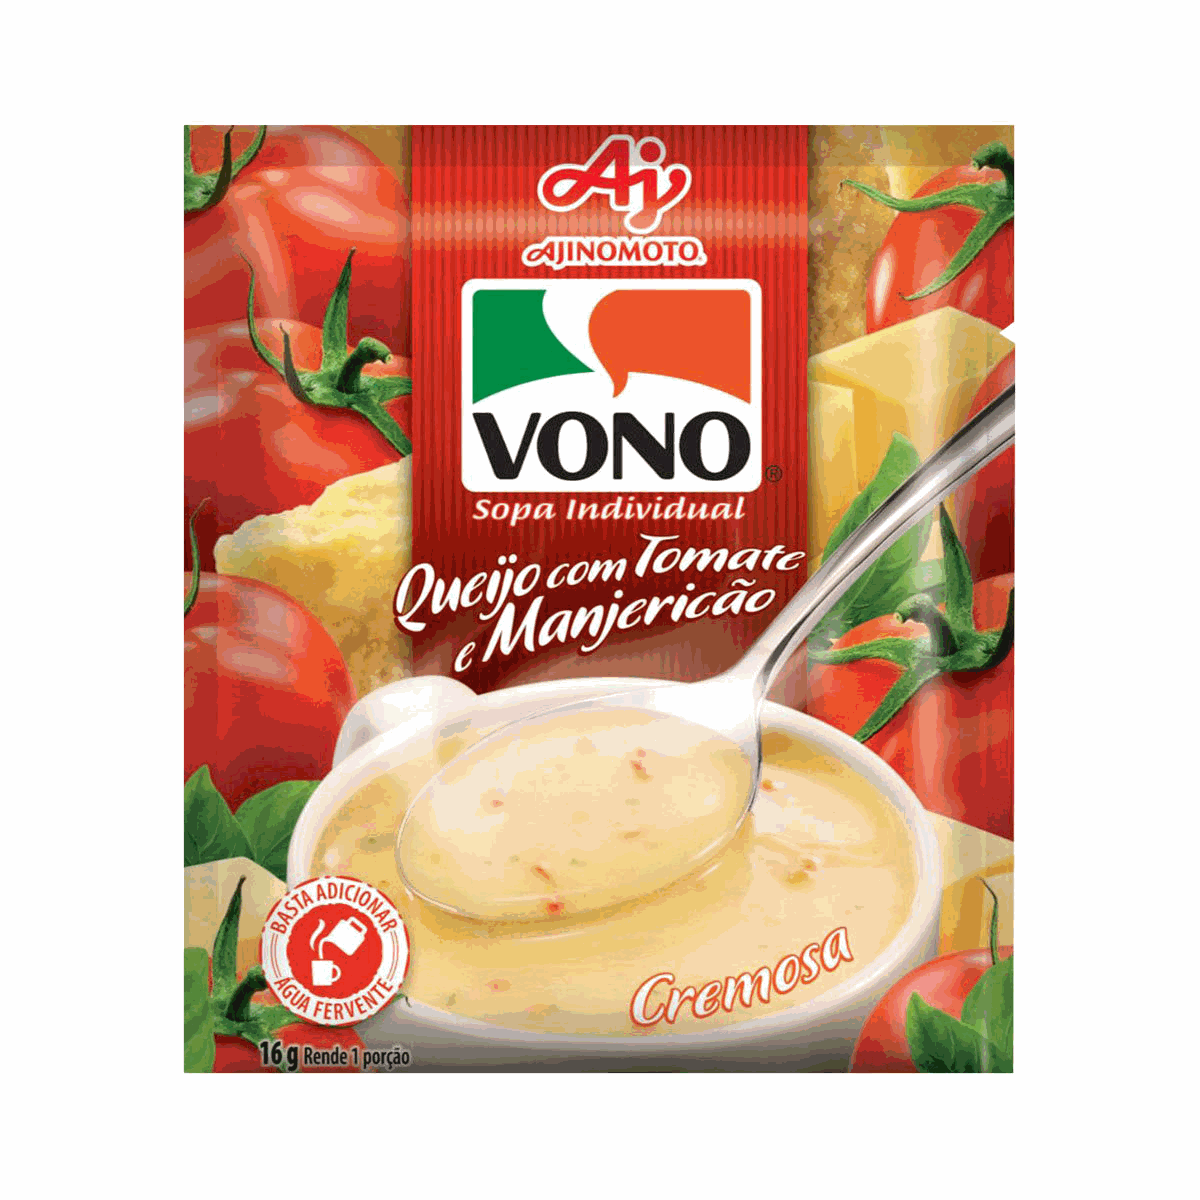 Aj
AJINOMOTO
VONO®
Sopa Individual
Queijo com Tomate
e Manjericão
Cremosa
BASTA ADICIONAR
ÁGUA FERVENTE
16 g Rende 1 porção